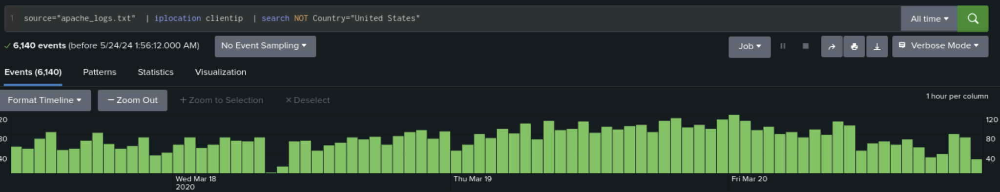 1 source="apache_logs.txt" | iplocation clientip | search NOT Country="United States"
All time
6,140 events (before 5/24/24 1:56:12.000 AM)
No Event Sampling
Job
Verbose Mode
Events (6,140) Patterns Statistics Visualization
Format Timeline
— Zoom Out
+ Zoom to Selection
× Deselect
1 hour per column
20
80
40
120
80
40
Wed Mar 18
2020
Thu Mar 19
Fri Mar 20